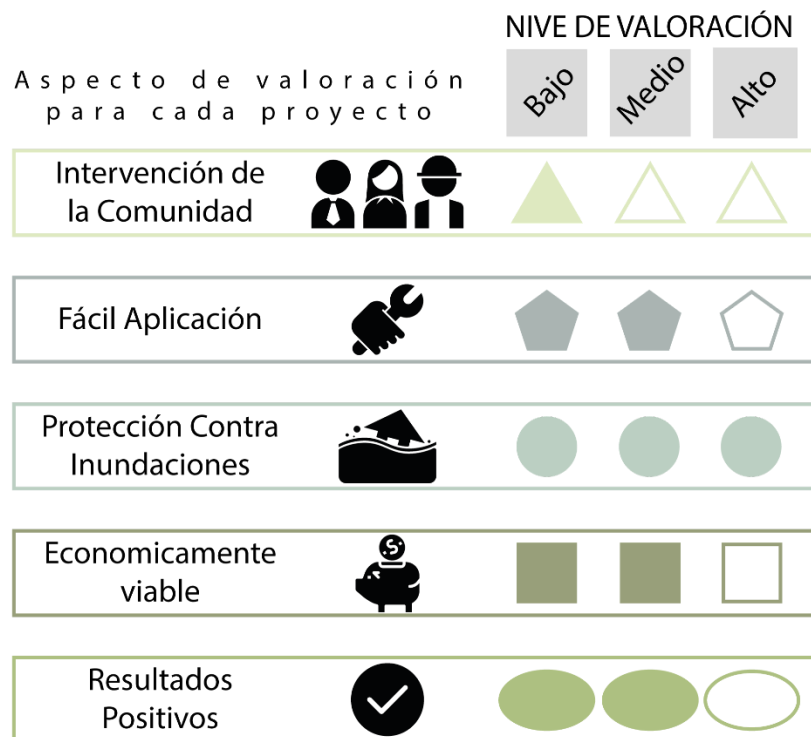 NIVE DE VALORACIÓN
Aspecto de valoración
para cada proyecto
Bajo
Medio
Alto
Intervención de
la Comunidad
Fácil Aplicación
Protección Contra
Inundaciones
Economicamente
viable
Resultados
Positivos